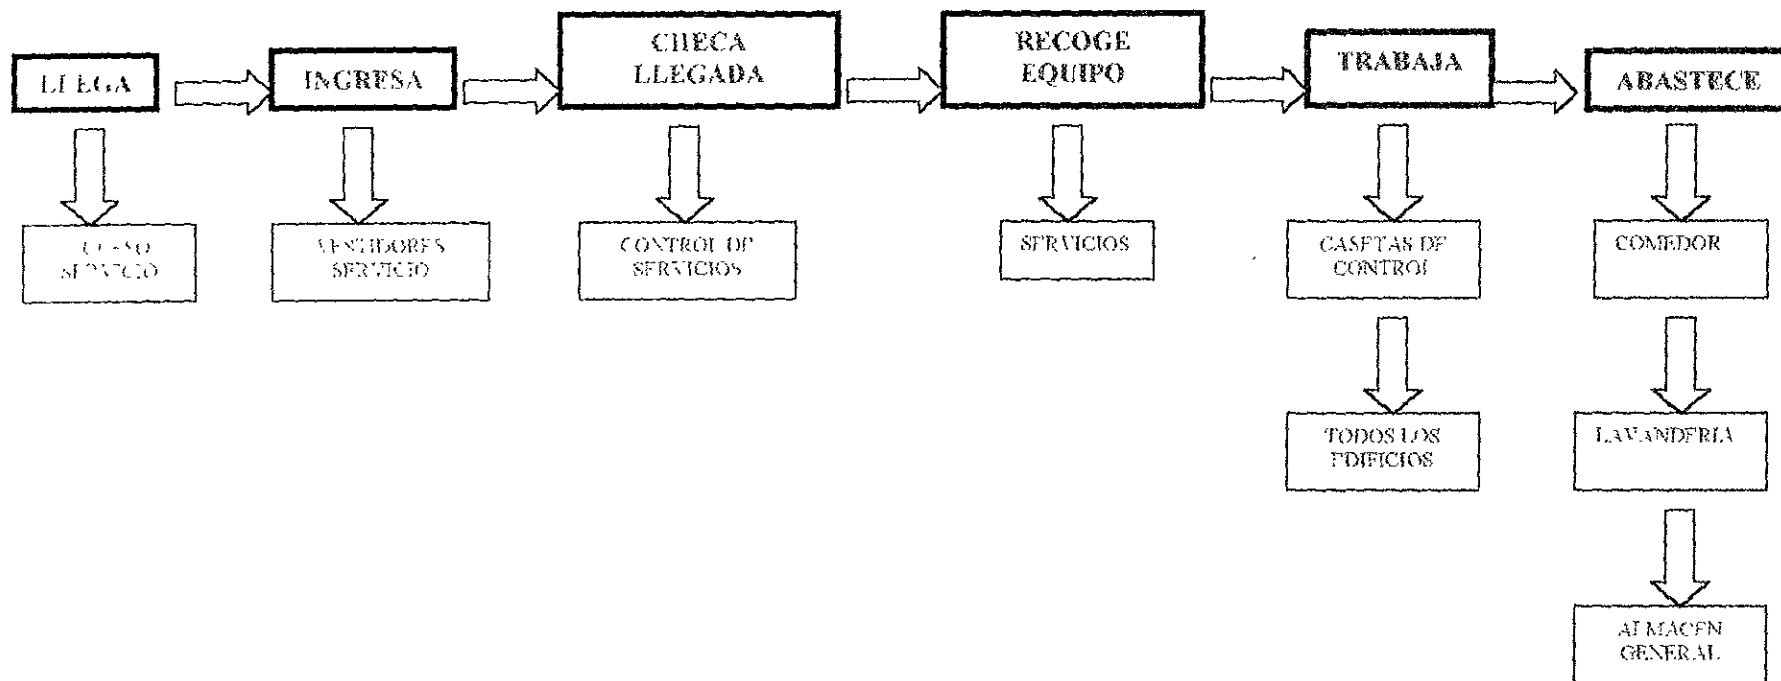 LLEGA
INGRESA
CHECA
LLEGADA
RECOGE
EQUIPO
TRABAJA
ABASTECE
SERVICIO
VESTIDORES
SERVICIO
CONTROL DE
SERVICIOS
SERVICIOS
CASETAS DE
CONTROL
COMEDOR
TODOS LOS
EDIFICIOS
LAVANDERIA
ALMACEN
GENERAL